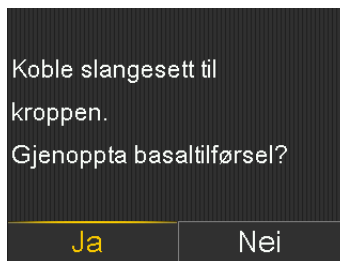 Koble slangesett til
kroppen.
Gjenoppta basaltilførsel?
Ja
Nei